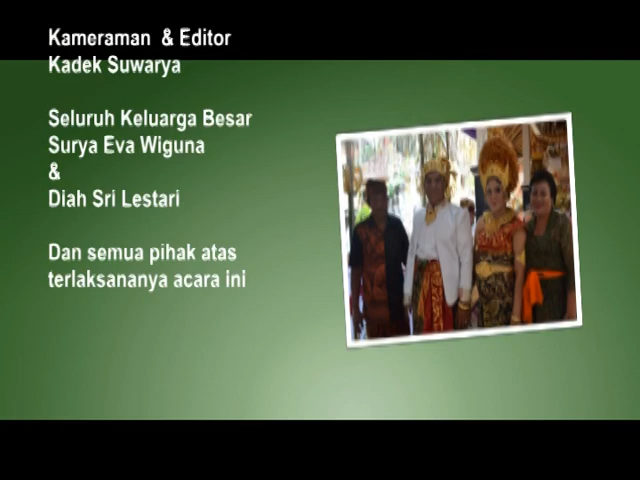 Kameraman & Editor
Kadek Suwarya
Seluruh Keluarga Besar
Surya Eva Wiguna
&
Diah Sri Lestari
Dan semua pihak atas
terlaksananya acara ini